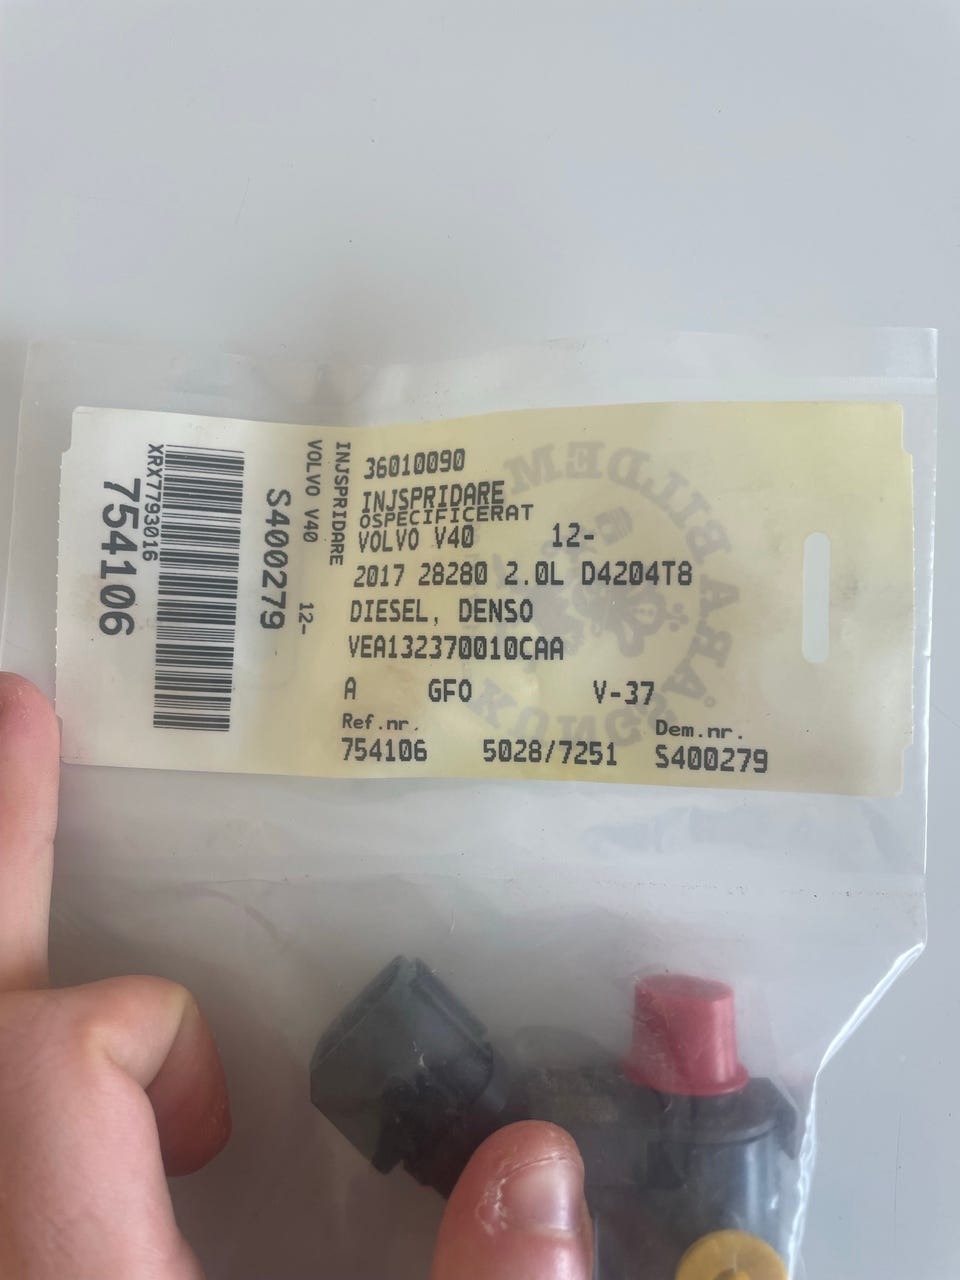 36010090
INJSPRIDARE
OSPECIFICERAT
VOLVO V40 12-
2017 28280 2.0L D4204T8
DIESEL, DENSO
VEA132370010CAA
A GFO V-37
Ref.nr. Dem.nr.
754106 5028/7251 S400279
INJSPRIDARE
VOLVO V40 12-
S400279
XRX7793016
754106